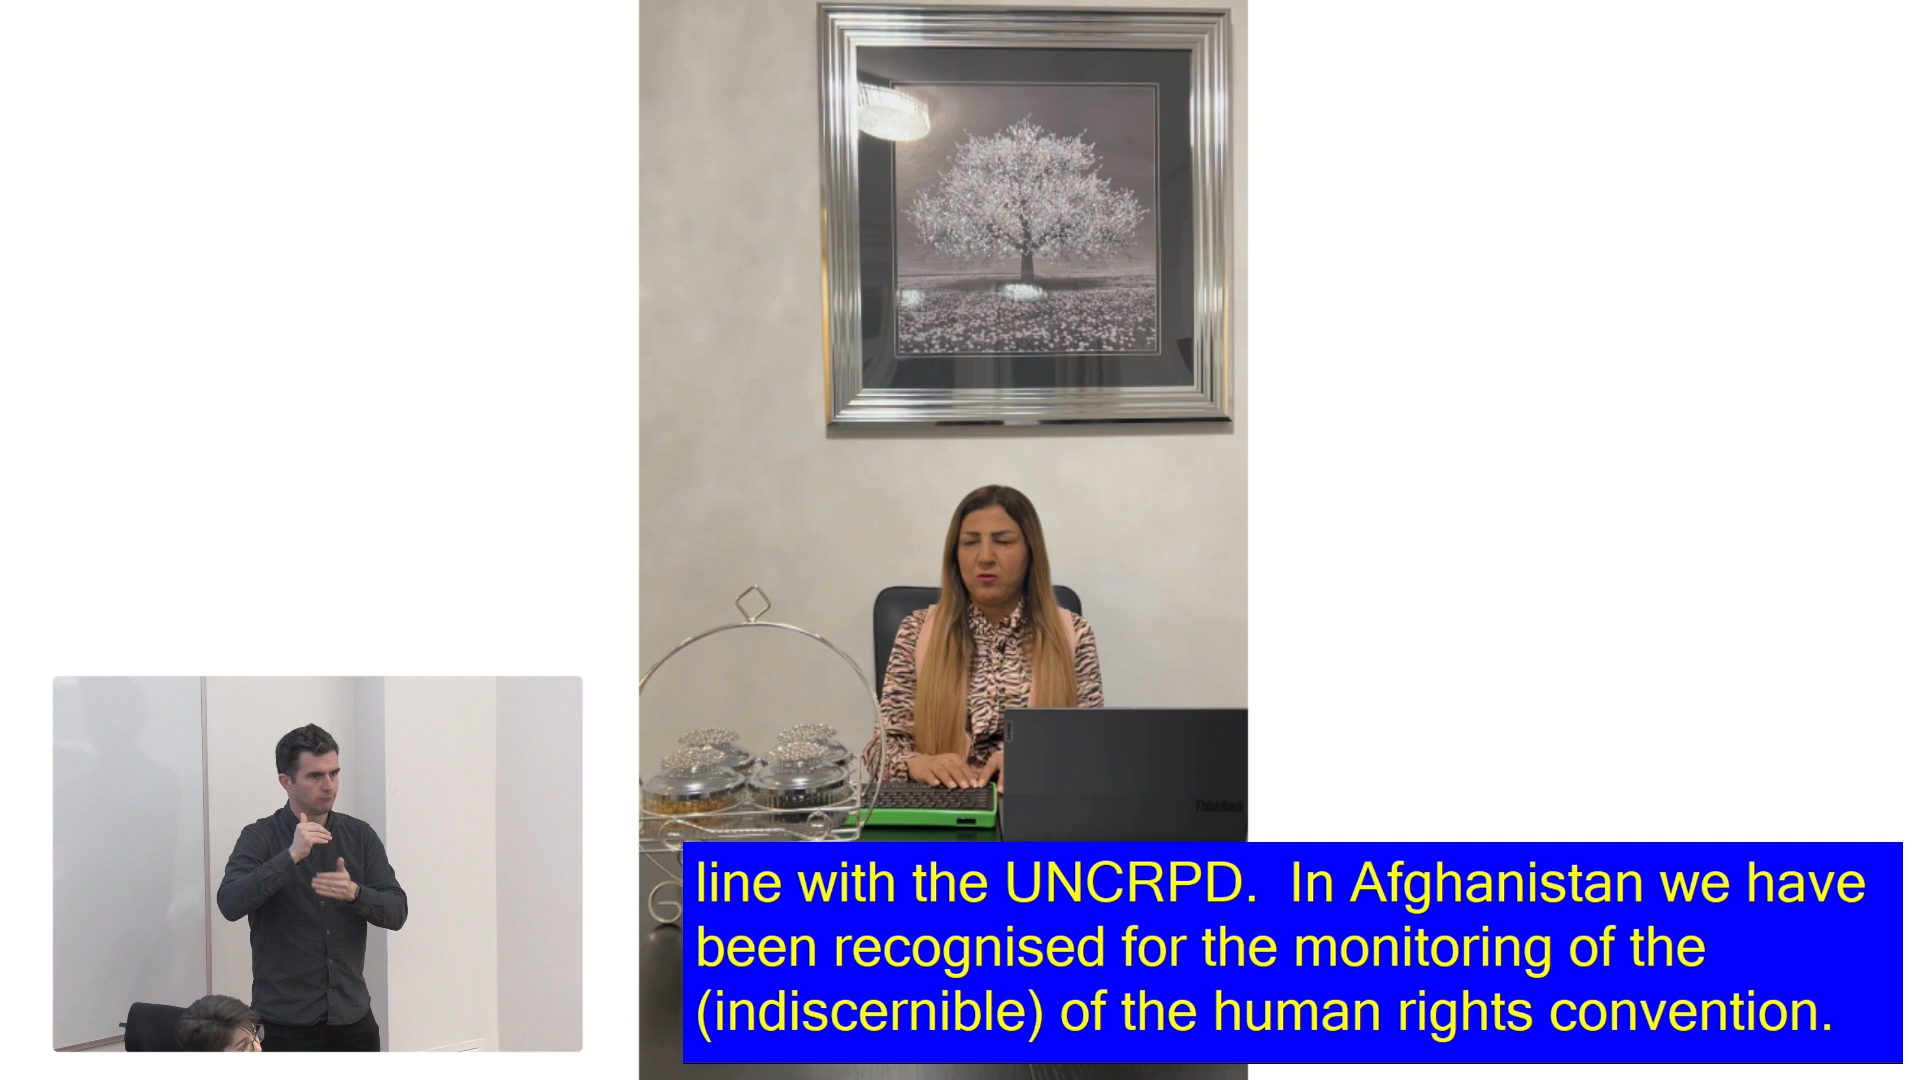 ThinkBook
line with the UNCRPD.  In Afghanistan we have
been recognised for the monitoring of the
(indiscernible) of the human rights convention.